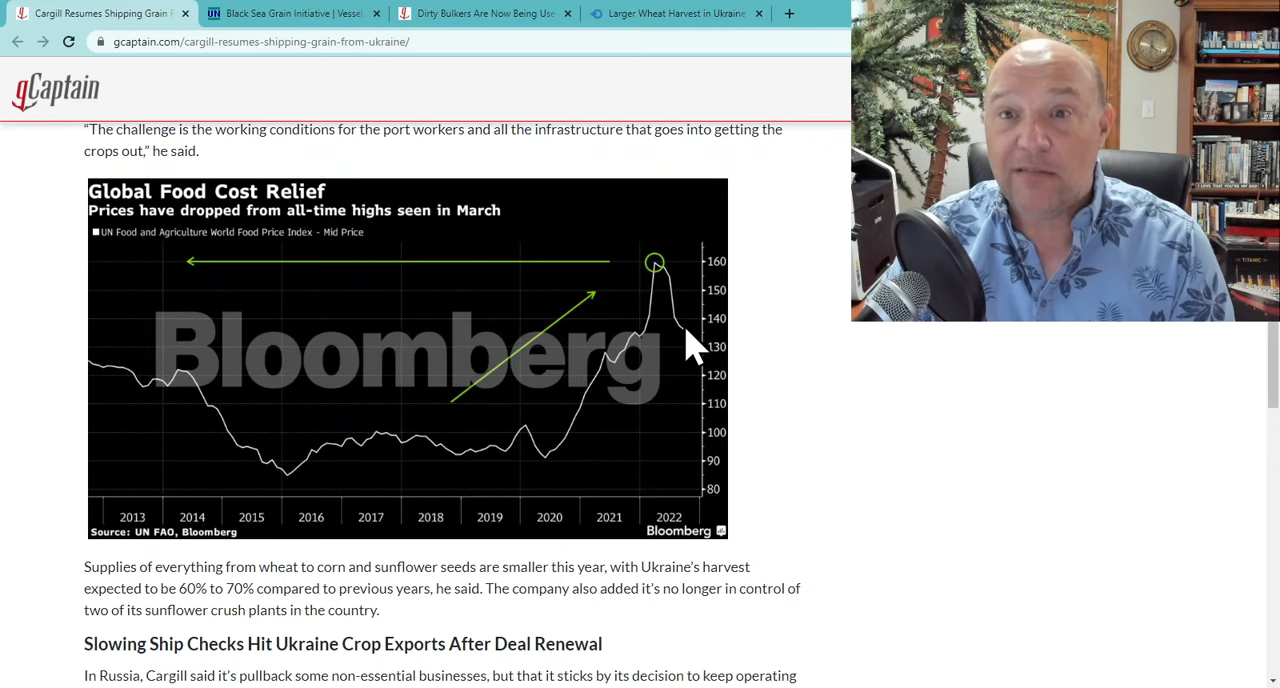 Cargill Resumes Shipping Grain F
Black Sea Grain Initiative | Vessel
Dirty Bulkers Are Now Being Use
Larger Wheat Harvest in Ukraine
gcaptain.com/cargill-resumes-shipping-grain-from-ukraine/
gCaptain
“The challenge is the working conditions for the port workers and all the infrastructure that goes into getting the
crops out,” he said.
Global Food Cost Relief
Prices have dropped from all-time highs seen in March
UN Food and Agriculture World Food Price Index - Mid Price
160
150
140
130
120
110
100
90
80
Bloomberg
2013 2014 2015 2016 2017 2018 2019 2020 2021 2022
Source: UN FAO, Bloomberg
Bloomberg
Supplies of everything from wheat to corn and sunflower seeds are smaller this year, with Ukraine’s harvest
expected to be 60% to 70% compared to previous years, he said. The company also added it’s no longer in control of
two of its sunflower crush plants in the country.
Slowing Ship Checks Hit Ukraine Crop Exports After Deal Renewal
In Russia, Cargill said it’s pullback some non-essential businesses, but that it sticks by its decision to keep operating
TITANIC